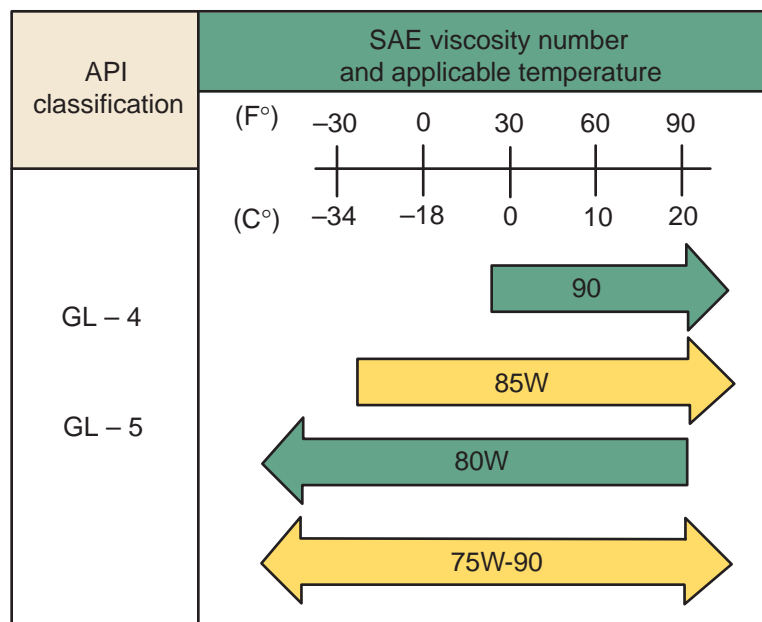 API
classification
SAE viscosity number
and applicable temperature
(F°) –30 0 30 60 90
(C°) –34 –18 0 10 20
GL – 4
GL – 5
90
85W
80W
75W-90